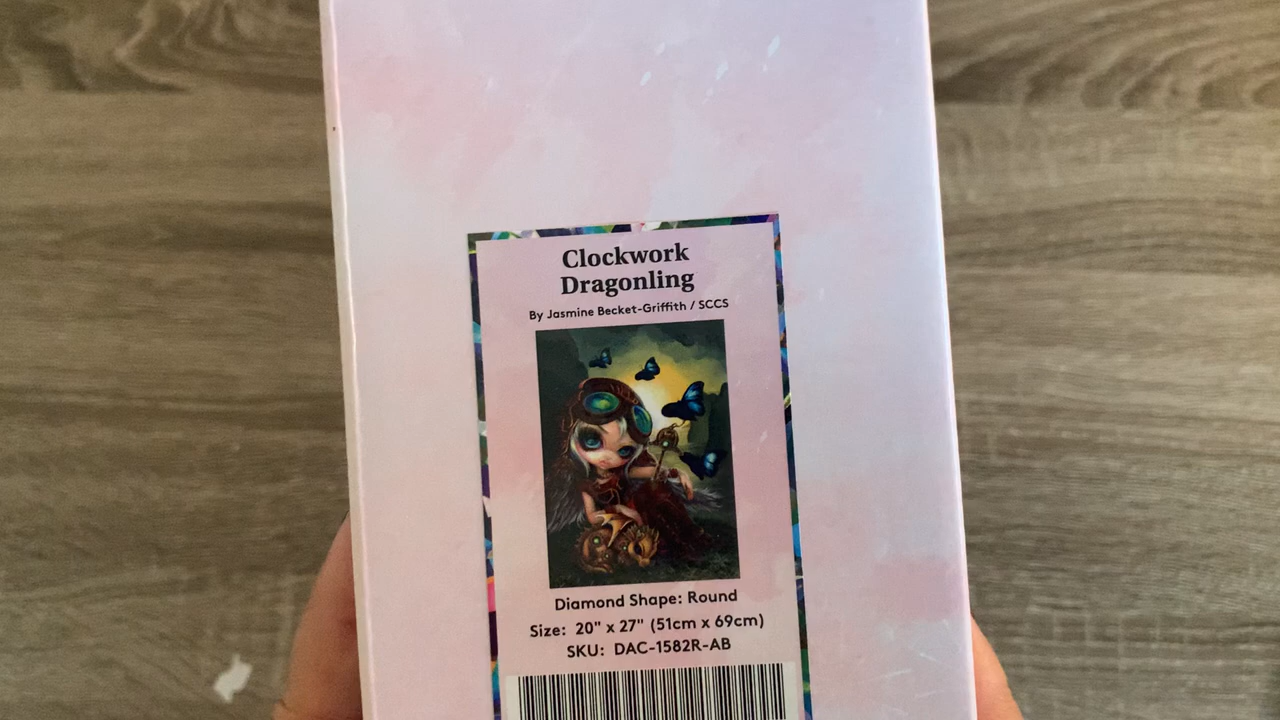 Clockwork
Dragonling
By Jasmine Becket-Griffith / SCCS
Diamond Shape: Round
Size: 20" x 27" (51cm x 69cm)
SKU: DAC-1582R-AB